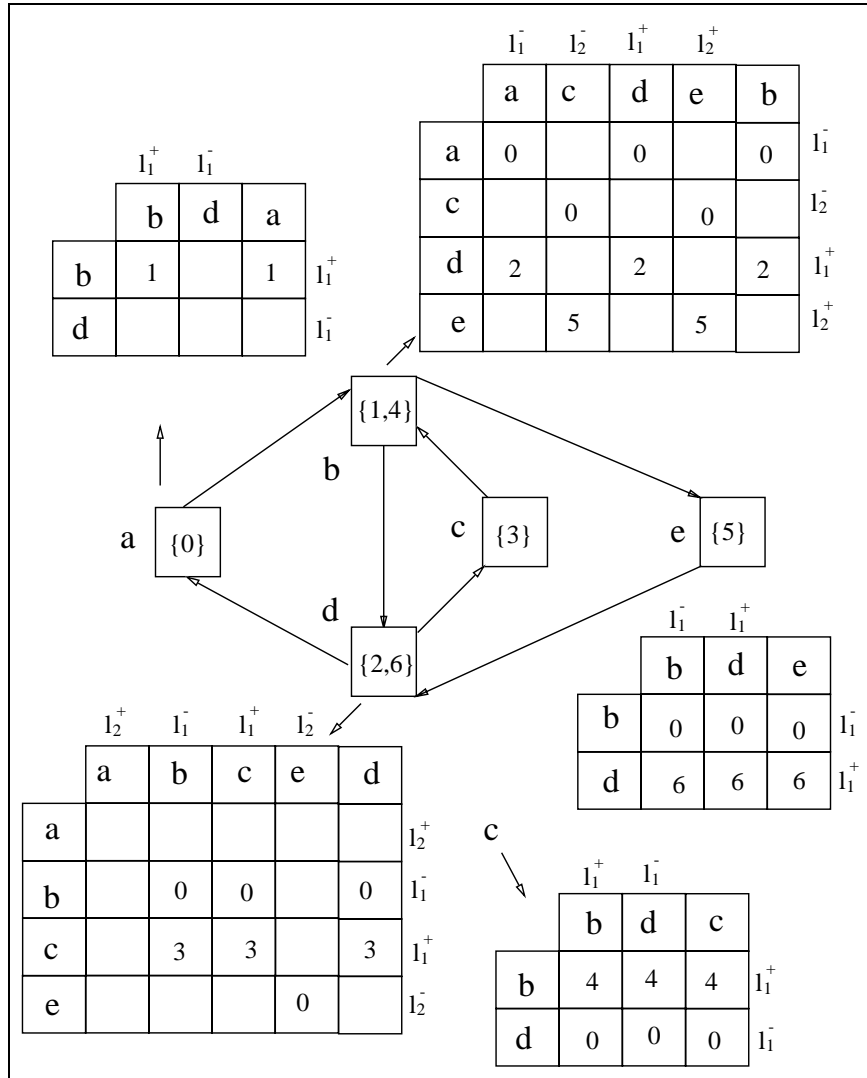 l₁⁻ l₂⁻ l₁⁺ l₂⁺
a c d e b
a 0 0 0 l₁⁻
c 0 0 l₂⁻
d 2 2 2 l₁⁺
e 5 5 l₂⁺
l₁⁺ l₁⁻
b d a
b 1 1 l₁⁺
d l₁⁻
{1,4}
b
a {0}
c {3}
e {5}
d
{2,6}
l₁⁻ l₁⁺
b d e
b 0 0 0 l₁⁻
d 6 6 6 l₁⁺
l₂⁺ l₁⁻ l₁⁺ l₂⁻
a b c e d
a l₂⁺
b 0 0 0 l₁⁻
c 3 3 3 l₁⁺
e 0 l₂⁻
c
l₁⁺ l₁⁻
b d c
b 4 4 4 l₁⁺
d 0 0 0 l₁⁻